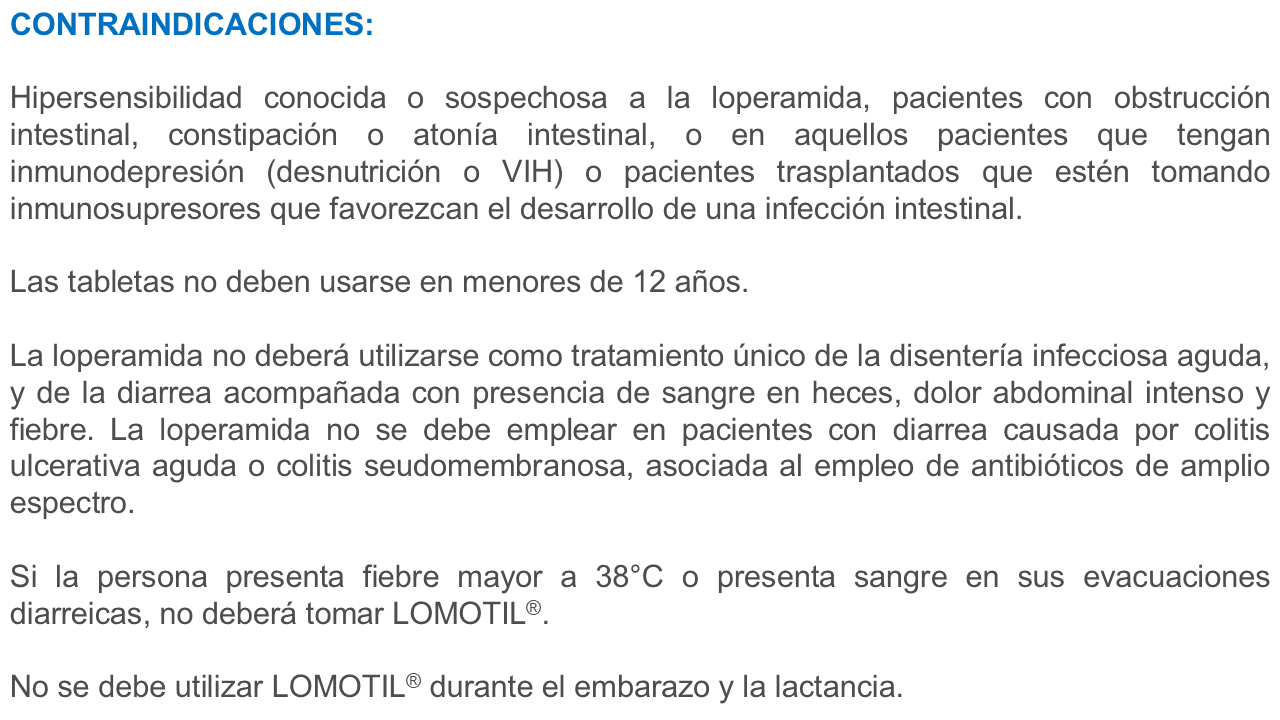 CONTRAINDICACIONES:
Hipersensibilidad conocida o sospechosa a la loperamida, pacientes con obstrucción
intestinal, constipación o atonía intestinal, o en aquellos pacientes que tengan
inmunodepresión (desnutrición o VIH) o pacientes trasplantados que estén tomando
inmunosupresores que favorezcan el desarrollo de una infección intestinal.
Las tabletas no deben usarse en menores de 12 años.
La loperamida no deberá utilizarse como tratamiento único de la disentería infecciosa aguda,
y de la diarrea acompañada con presencia de sangre en heces, dolor abdominal intenso y
fiebre. La loperamida no se debe emplear en pacientes con diarrea causada por colitis
ulcerativa aguda o colitis seudomembranosa, asociada al empleo de antibióticos de amplio
espectro.
Si la persona presenta fiebre mayor a 38°C o presenta sangre en sus evacuaciones
diarreicas, no deberá tomar LOMOTIL®.
No se debe utilizar LOMOTIL® durante el embarazo y la lactancia.